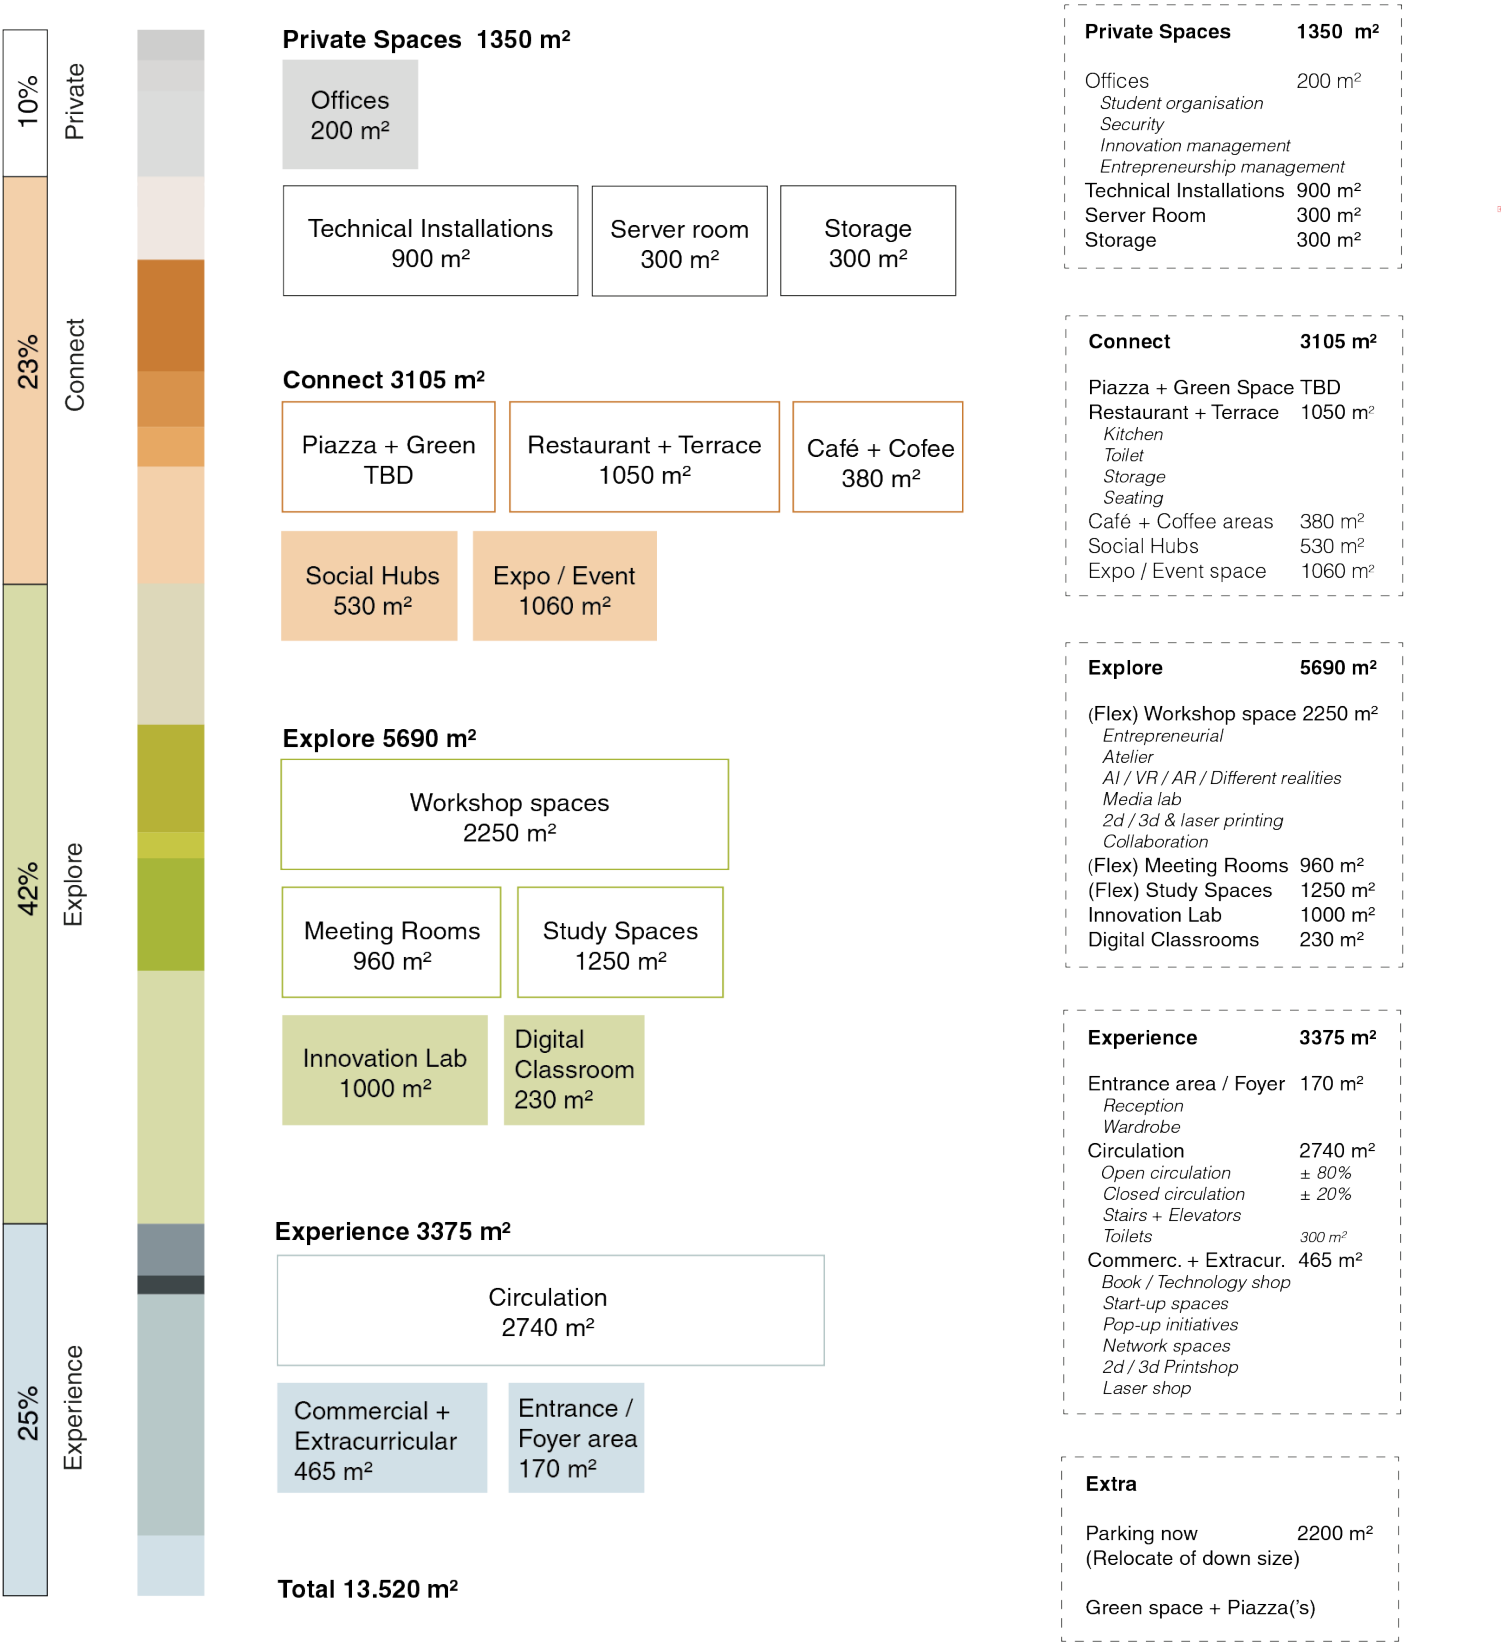 10%
Private
23%
Connect
42%
Explore
25%
Experience
Private Spaces 1350 m²
Offices
200 m²
Technical Installations
900 m²
Server room
300 m²
Storage
300 m²
Connect 3105 m²
Piazza + Green
TBD
Restaurant + Terrace
1050 m²
Café + Cofee
380 m²
Social Hubs
530 m²
Expo / Event
1060 m²
Explore 5690 m²
Workshop spaces
2250 m²
Meeting Rooms
960 m²
Study Spaces
1250 m²
Innovation Lab
1000 m²
Digital
Classroom
230 m²
Experience 3375 m²
Circulation
2740 m²
Commercial +
Extracurricular
465 m²
Entrance /
Foyer area
170 m²
Total 13.520 m²
Private Spaces 1350 m²
Offices 200 m²
Student organisation
Security
Innovation management
Entrepreneurship management
Technical Installations 900 m²
Server Room 300 m²
Storage 300 m²
Connect 3105 m²
Piazza + Green Space TBD
Restaurant + Terrace 1050 m²
Kitchen
Toilet
Storage
Seating
Café + Coffee areas 380 m²
Social Hubs 530 m²
Expo / Event space 1060 m²
Explore 5690 m²
(Flex) Workshop space 2250 m²
Entrepreneurial
Atelier
AI / VR / AR / Different realities
Media lab
2d / 3d & laser printing
Collaboration
(Flex) Meeting Rooms 960 m²
(Flex) Study Spaces 1250 m²
Innovation Lab 1000 m²
Digital Classrooms 230 m²
Experience 3375 m²
Entrance area / Foyer 170 m²
Reception
Wardrobe
Circulation 2740 m²
Open circulation ± 80%
Closed circulation ± 20%
Stairs + Elevators
Toilets 300 m²
Commerc. + Extracur. 465 m²
Book / Technology shop
Start-up spaces
Pop-up initiatives
Network spaces
2d / 3d Printshop
Laser shop
Extra
Parking now 2200 m²
(Relocate of down size)
Green space + Piazza('s)